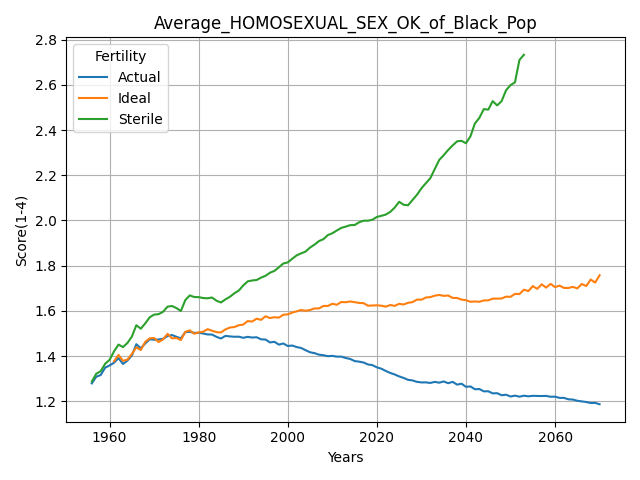 Average_HOMOSEXUAL_SEX_OK_of_Black_Pop
2.8
2.6
2.4
2.2
2.0
1.8
1.6
1.4
1.2
Score(1-4)
Fertility
Actual
Ideal
Sterile
1960 1980 2000 2020 2040 2060
Years